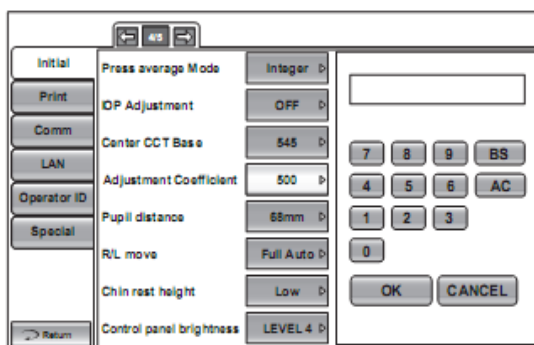 4/5
Initial
Print
Comm
LAN
Operator ID
Special
Return
Press average Mode Integer
IOP Adjustment OFF
Center CCT Base 545
Adjustment Coefficient 500
Pupil distance 68mm
R/L move Full Auto
Chin rest height Low
Control panel brightness LEVEL 4
7 8 9 BS
4 5 6 AC
1 2 3
0
OK CANCEL